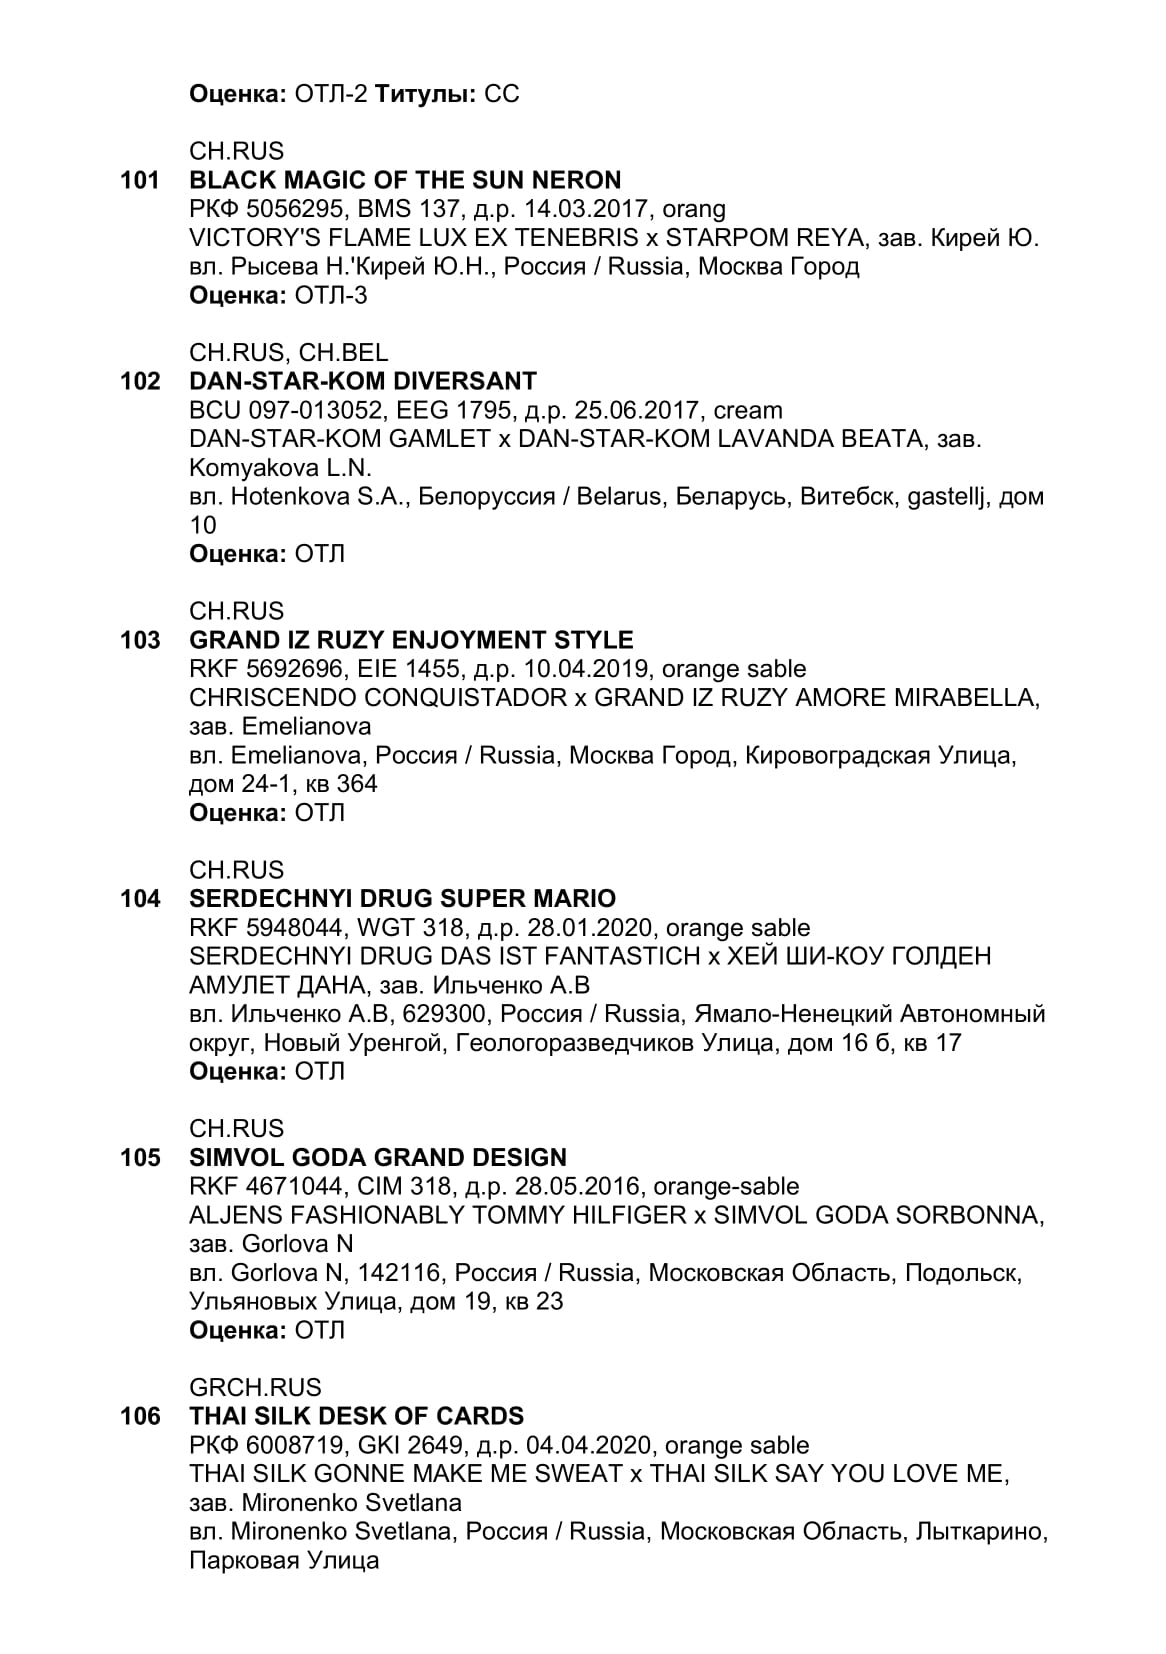 Оценка: ОТЛ-2 Титулы: СС
CH.RUS
101 BLACK MAGIC OF THE SUN NERON
РКФ 5056295, BMS 137, д.р. 14.03.2017, orang
VICTORY'S FLAME LUX EX TENEBRIS x STARPOM REYA, зав. Кирей Ю.
вл. Рысева Н.'Кирей Ю.Н., Россия / Russia, Москва Город
Оценка: ОТЛ-3
CH.RUS, CH.BEL
102 DAN-STAR-KOM DIVERSANT
BCU 097-013052, EEG 1795, д.р. 25.06.2017, cream
DAN-STAR-KOM GAMLET x DAN-STAR-KOM LAVANDA BEATA, зав.
Komyakova L.N.
вл. Hotenkova S.A., Белоруссия / Belarus, Беларусь, Витебск, gastellj, дом
10
Оценка: ОТЛ
CH.RUS
103 GRAND IZ RUZY ENJOYMENT STYLE
RKF 5692696, EIE 1455, д.р. 10.04.2019, orange sable
CHRISCENDO CONQUISTADOR x GRAND IZ RUZY AMORE MIRABELLA,
зав. Emelianova
вл. Emelianova, Россия / Russia, Москва Город, Кировоградская Улица,
дом 24-1, кв 364
Оценка: ОТЛ
CH.RUS
104 SERDECHNYI DRUG SUPER MARIO
RKF 5948044, WGT 318, д.р. 28.01.2020, orange sable
SERDECHNYI DRUG DAS IST FANTASTICH x ХЕЙ ШИ-КОУ ГОЛДЕН
АМУЛЕТ ДАНА, зав. Ильченко А.В
вл. Ильченко А.В, 629300, Россия / Russia, Ямало-Ненецкий Автономный
округ, Новый Уренгой, Геологоразведчиков Улица, дом 16 б, кв 17
Оценка: ОТЛ
CH.RUS
105 SIMVOL GODA GRAND DESIGN
RKF 4671044, CIM 318, д.р. 28.05.2016, orange-sable
ALJENS FASHIONABLY TOMMY HILFIGER x SIMVOL GODA SORBONNA,
зав. Gorlova N
вл. Gorlova N, 142116, Россия / Russia, Московская Область, Подольск,
Ульяновых Улица, дом 19, кв 23
Оценка: ОТЛ
GRCH.RUS
106 THAI SILK DESK OF CARDS
РКФ 6008719, GKI 2649, д.р. 04.04.2020, orange sable
THAI SILK GONNE MAKE ME SWEAT x THAI SILK SAY YOU LOVE ME,
зав. Mironenko Svetlana
вл. Mironenko Svetlana, Россия / Russia, Московская Область, Лыткарино,
Парковая Улица